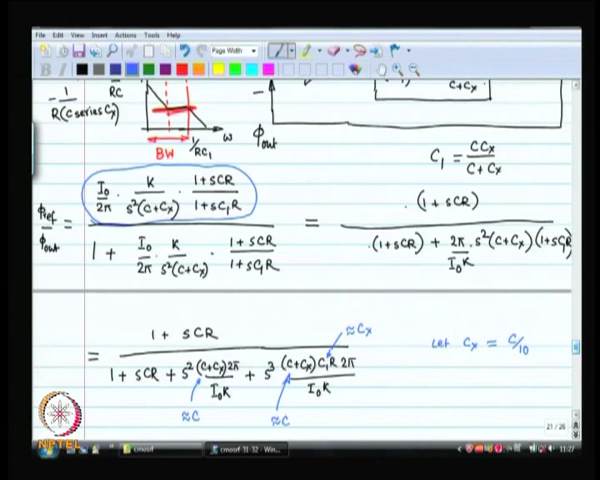 File Edit View Insert Actions Tools Help
Page Width
B I
RC
-1/R(C series Cx)
ω
1/RC₁
BW
C+Cx
Φout
C₁ = CCx/(C+Cx)
Φref/Φout = (I₀/2π · K/s²(C+Cx) · (1+sCR)/(1+sC₁R)) / (1 + I₀/2π · K/s²(C+Cx) · (1+sCR)/(1+sC₁R)) = ·(1+sCR) / (·(1+sCR) + 2π/I₀K · s²(C+Cx)(1+sC₁R))
= (1+sCR) / (1+sCR + s²(C+Cx)2π/I₀K + s³(C+Cx)C₁R 2π/I₀K)
≈Cx
Let Cx = C/10
≈C
≈C
21 / 26
NPTEL
cmosrf
cmosrf-31-32 - Win...
11:27